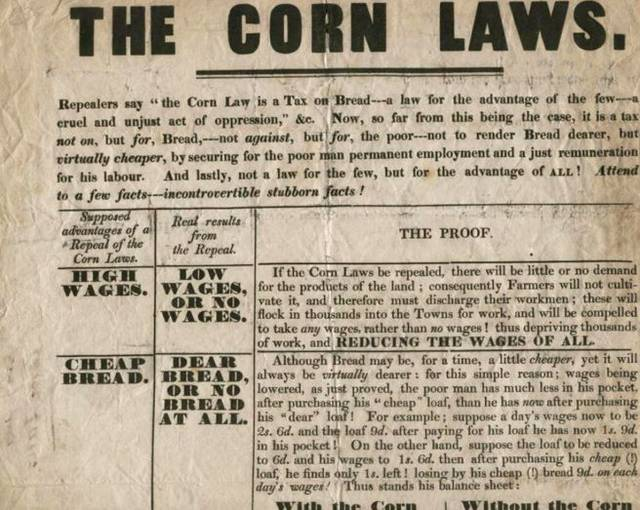 THE CORN LAWS.
Repealers say "the Corn Law is a Tax on Bread---a law for the advantage of the few---a
cruel and unjust act of oppression," &c. Now, so far from this being the case, it is a tax
not on, but for, Bread,---not against, but for, the poor---not to render Bread dearer, but
virtually cheaper, by securing for the poor man permanent employment and a just remuneration
for his labour. And lastly, not a law for the few, but for the advantage of ALL! Attend
to a few facts---incontrovertible stubborn facts!
Supposed
advantages of a
Repeal of the
Corn Laws.
Real results
from
the Repeal.
THE PROOF.
HIGH
WAGES.
LOW
WAGES,
OR NO
WAGES.
If the Corn Laws be repealed, there will be little or no demand
for the products of the land; consequently Farmers will not culti-
vate it, and therefore must discharge their workmen; these will
flock in thousands into the Towns for work, and will be compelled
to take any wages, rather than no wages! thus depriving thousands
of work, and REDUCING THE WAGES OF ALL.
CHEAP
BREAD.
DEAR
BREAD,
OR NO
BREAD
AT ALL.
Although Bread may be, for a time, a little cheaper, yet it will
always be virtually dearer: for this simple reason; wages being
lowered, as just proved, the poor man has much less in his pocket,
after purchasing his "cheap" loaf, than he has now after purchasing
his "dear" loaf! For example; suppose a day's wages now to be
2s. 6d. and the loaf 9d. after paying for his loaf he has now 1s. 9d.
in his pocket! On the other hand, suppose the loaf to be reduced
to 6d. and his wages to 1s. 6d. then after purchasing his cheap (!)
loaf, he finds only 1s. left! losing by his cheap (!) bread 9d. on each
day's wages! Thus stands his balance sheet:
With the Corn
Without the Corn